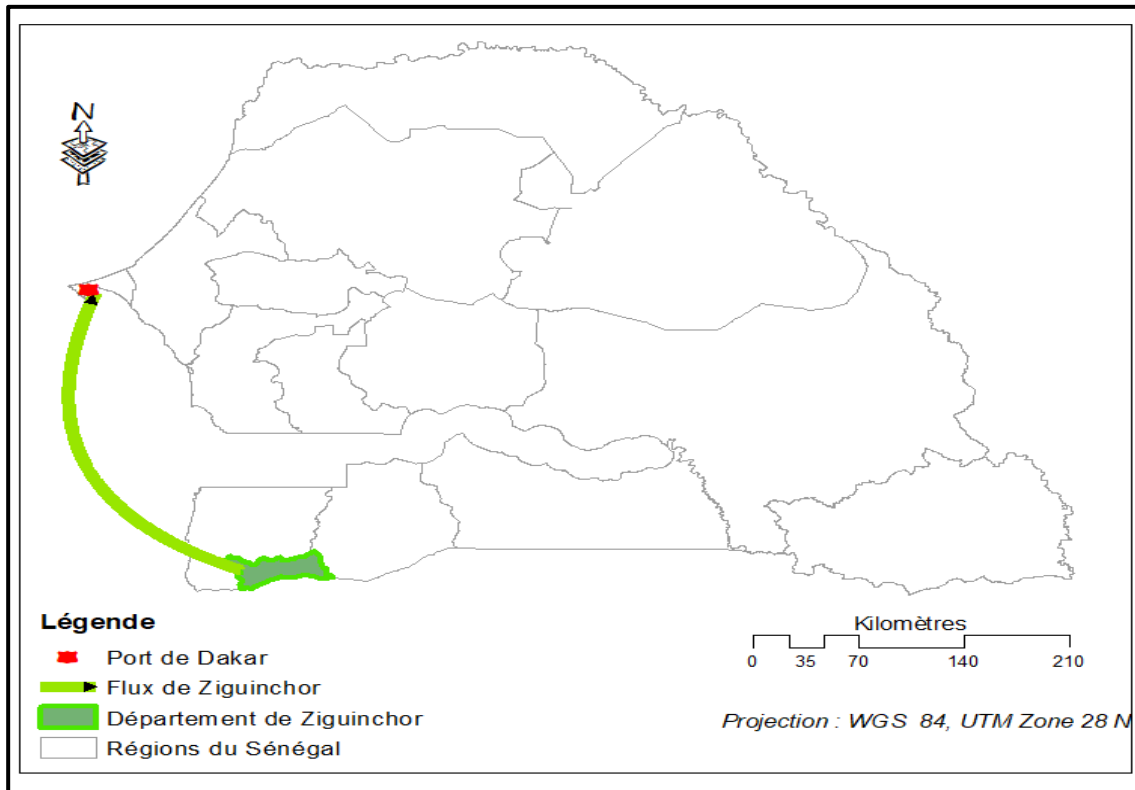 N
Légende
Port de Dakar
Flux de Ziguinchor
Département de Ziguinchor
Régions du Sénégal
Kilomètres
0 35 70 140 210
Projection : WGS 84, UTM Zone 28 N